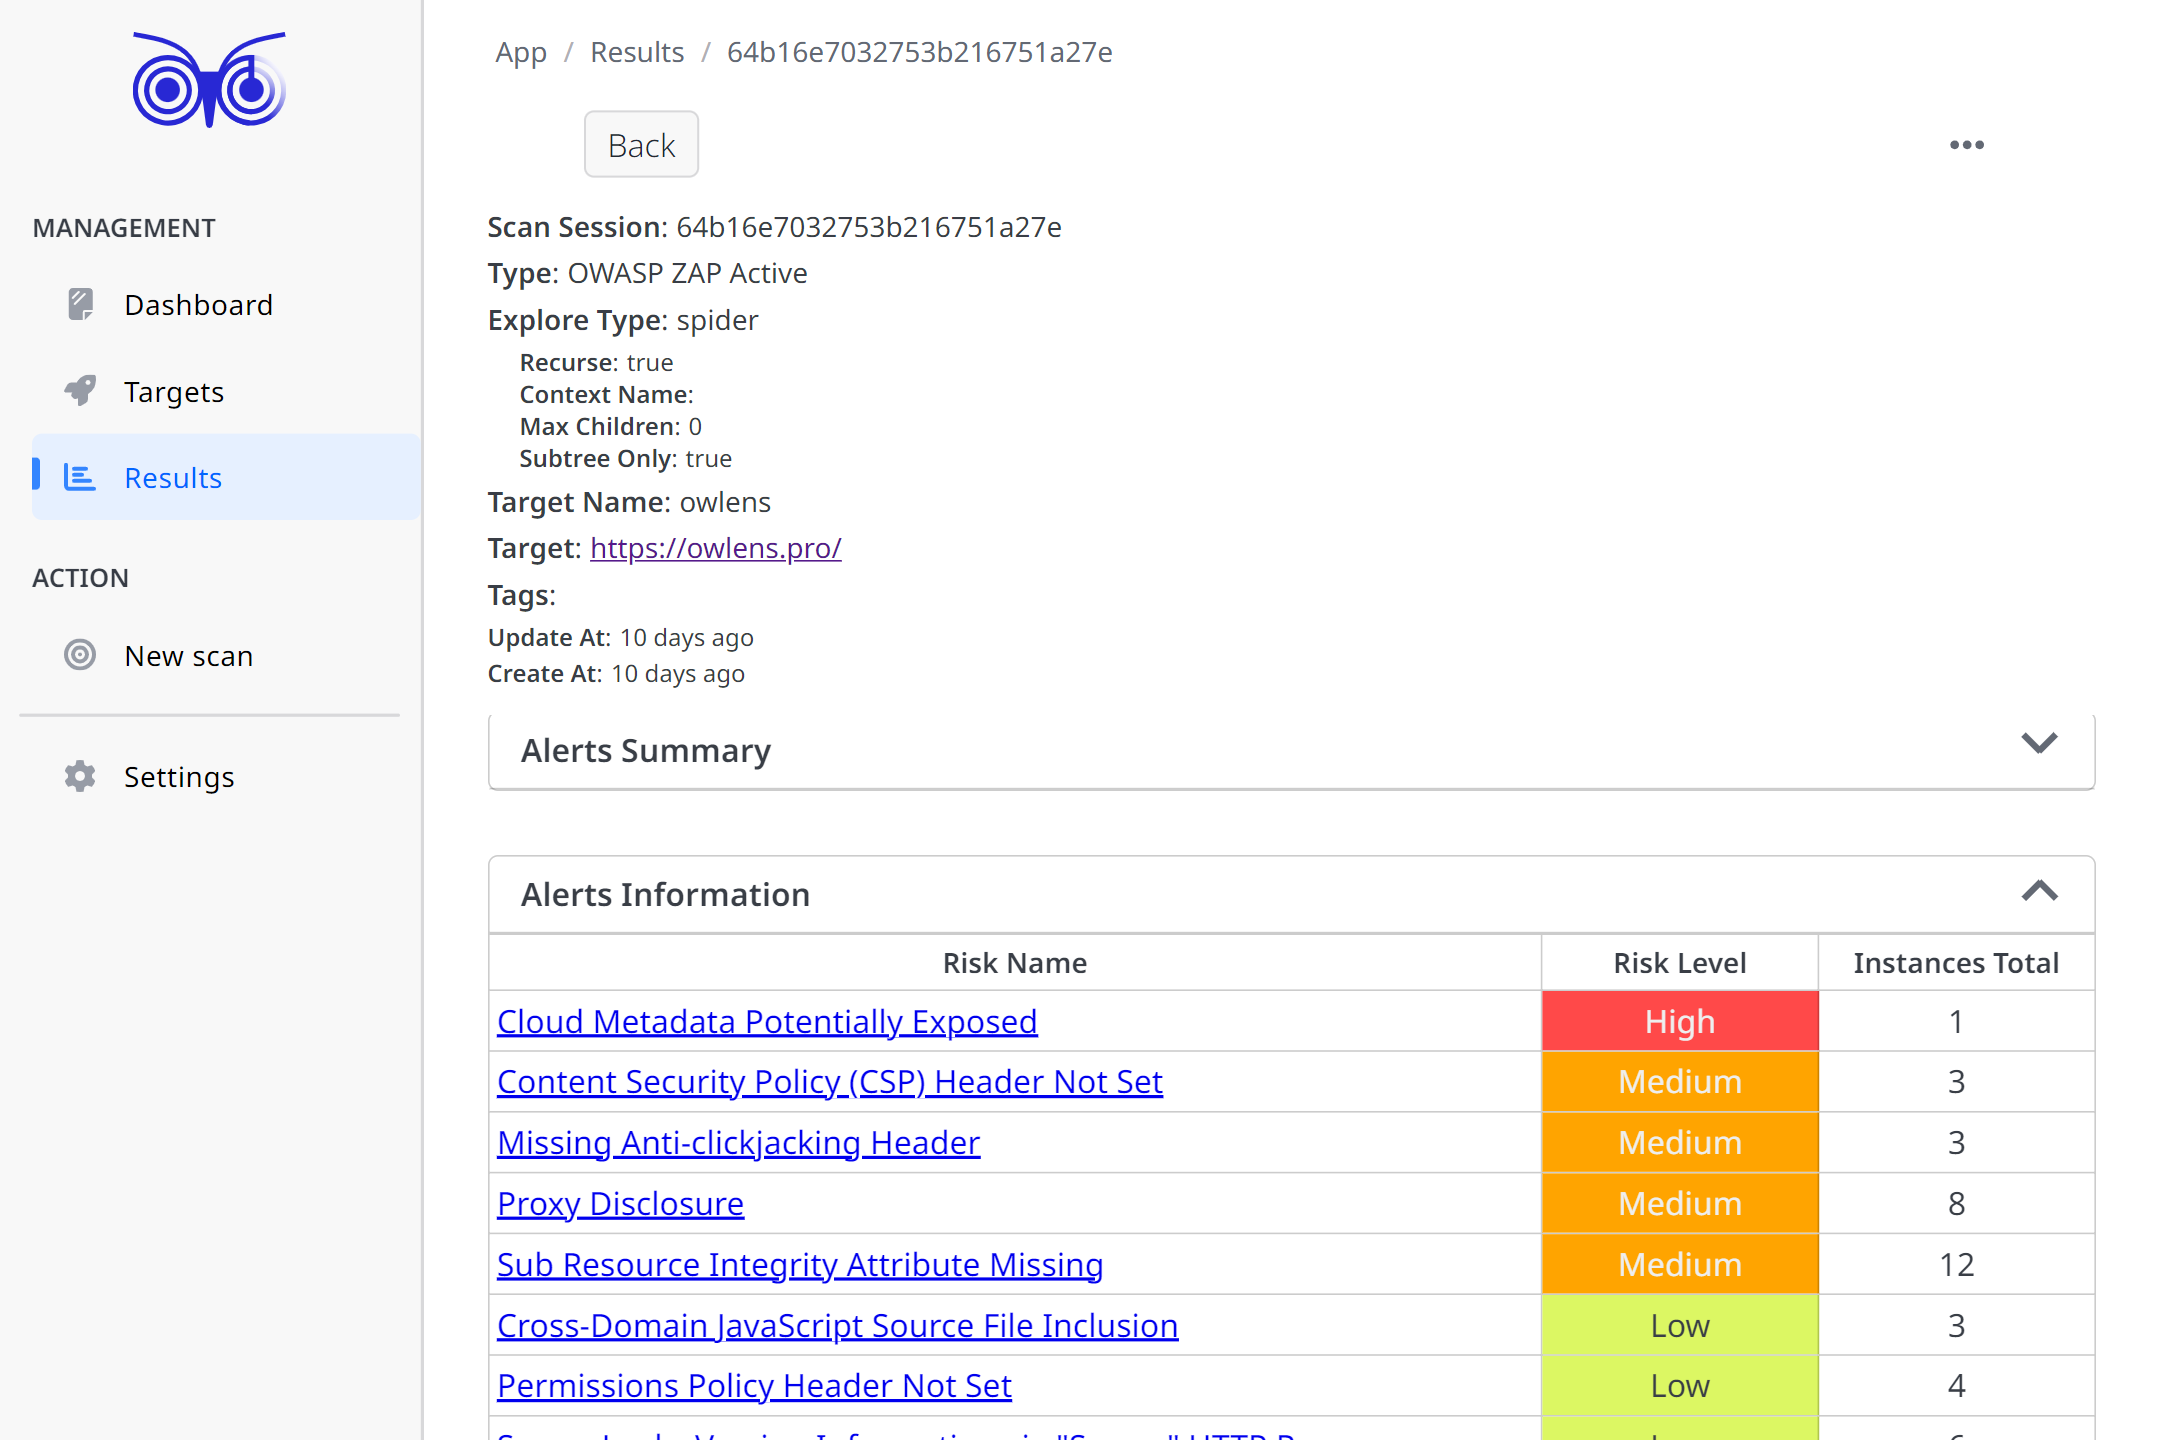 App / Results / 64b16e7032753b216751a27e
Back
MANAGEMENT
Dashboard
Targets
Results
ACTION
New scan
Settings
Scan Session: 64b16e7032753b216751a27e
Type: OWASP ZAP Active
Explore Type: spider
Recurse: true
Context Name:
Max Children: 0
Subtree Only: true
Target Name: owlens
Target: https://owlens.pro/
Tags:
Update At: 10 days ago
Create At: 10 days ago
Alerts Summary
Alerts Information
Risk Name Risk Level Instances Total
Cloud Metadata Potentially Exposed High 1
Content Security Policy (CSP) Header Not Set Medium 3
Missing Anti-clickjacking Header Medium 3
Proxy Disclosure Medium 8
Sub Resource Integrity Attribute Missing Medium 12
Cross-Domain JavaScript Source File Inclusion Low 3
Permissions Policy Header Not Set Low 4